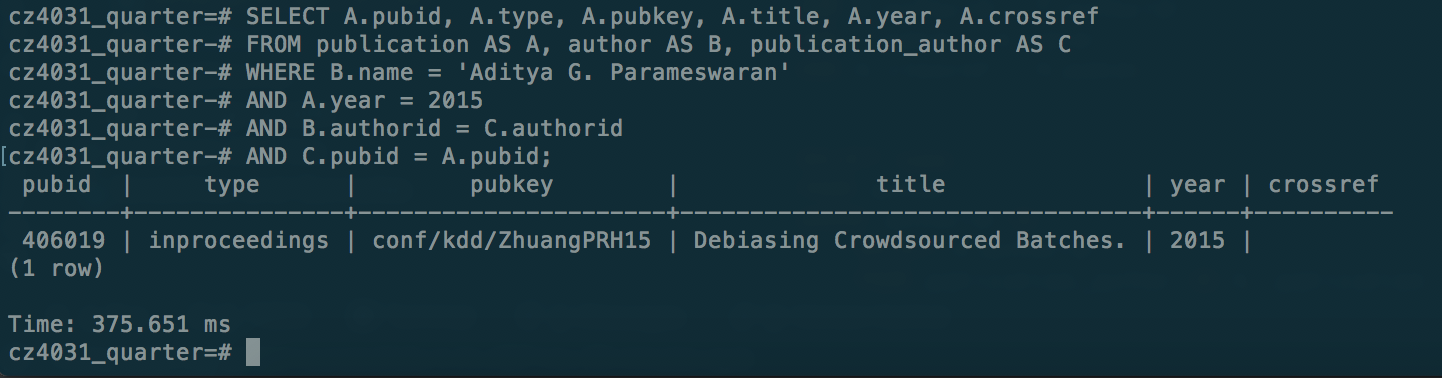 cz4031_quarter=# SELECT A.pubid, A.type, A.pubkey, A.title, A.year, A.crossref
cz4031_quarter-# FROM publication AS A, author AS B, publication_author AS C
cz4031_quarter-# WHERE B.name = 'Aditya G. Parameswaran'
cz4031_quarter-# AND A.year = 2015
cz4031_quarter-# AND B.authorid = C.authorid
[cz4031_quarter-# AND C.pubid = A.pubid;
 pubid  |     type      |        pubkey        |              title              | year | crossref
--------+---------------+----------------------+---------------------------------+------+----------
 406019 | inproceedings | conf/kdd/ZhuangPRH15 | Debiasing Crowdsourced Batches. | 2015 |
(1 row)
Time: 375.651 ms
cz4031_quarter=#